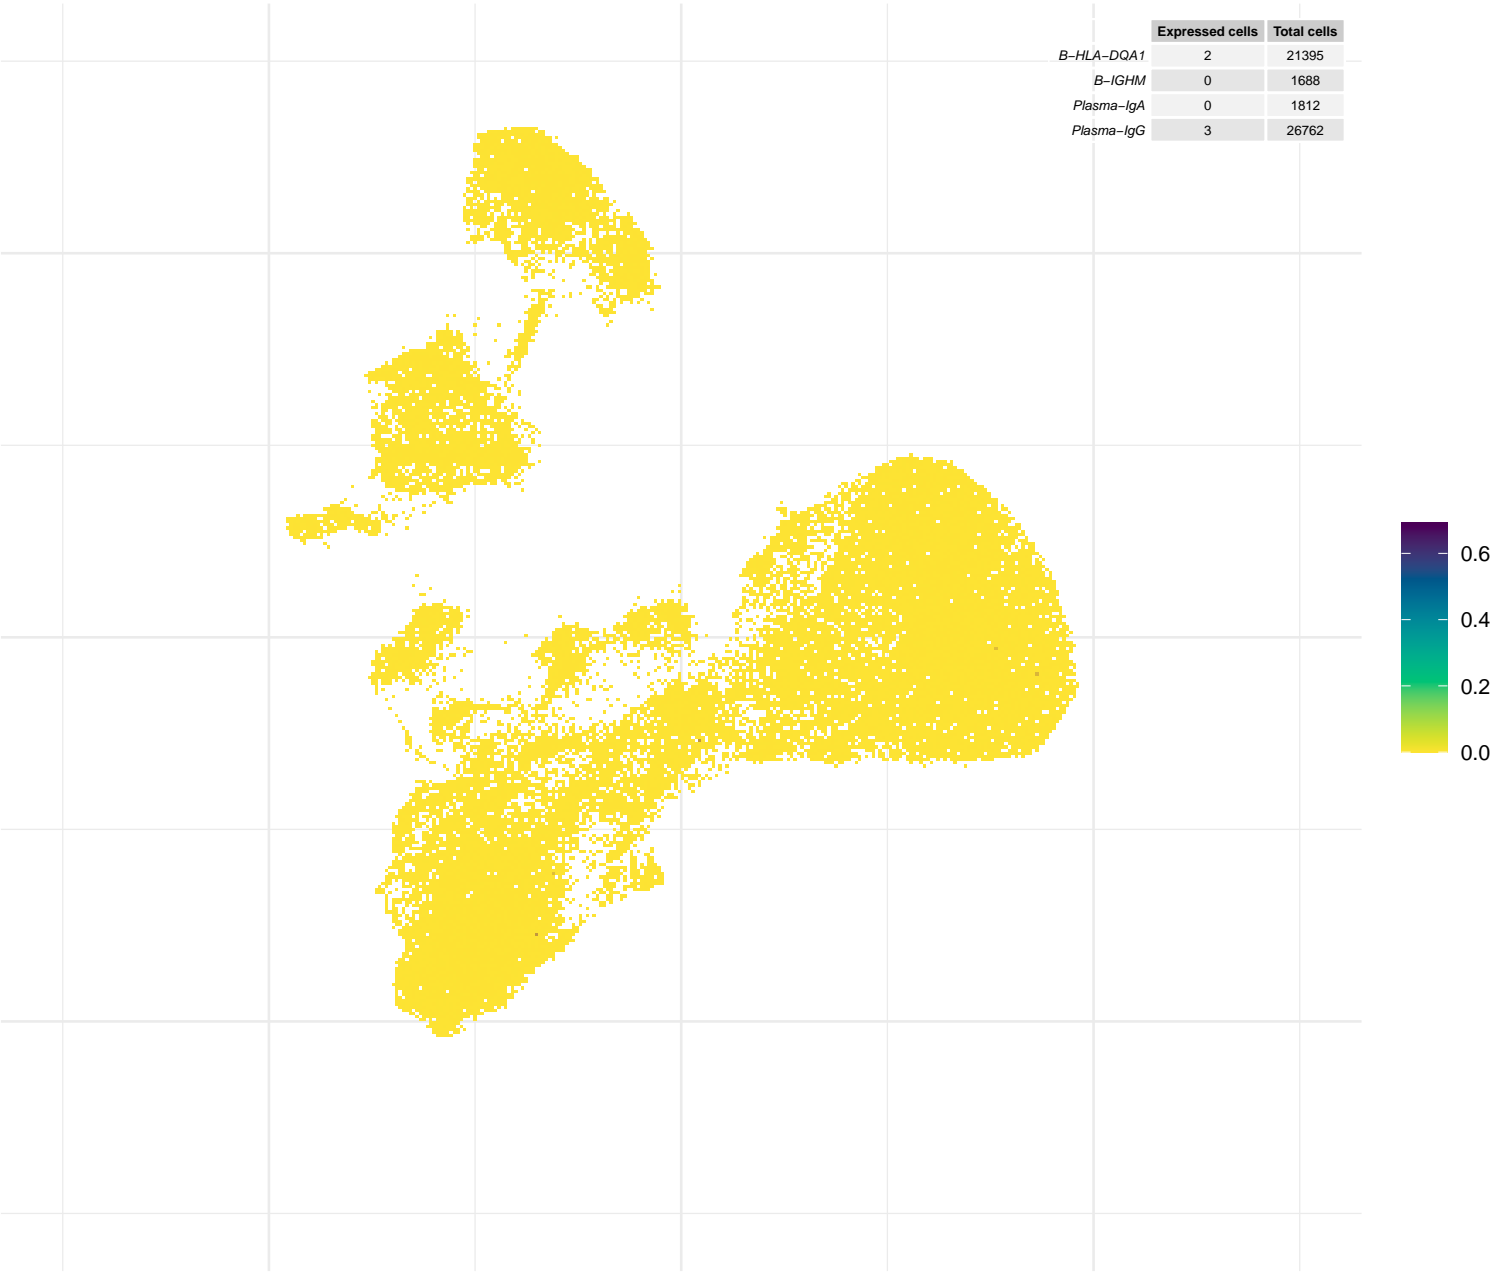 Expressed cells Total cells
B−HLA−DQA1 2 21395
B−IGHM 0 1688
Plasma−IgA 0 1812
Plasma−IgG 3 26762
0.6
0.4
0.2
0.0